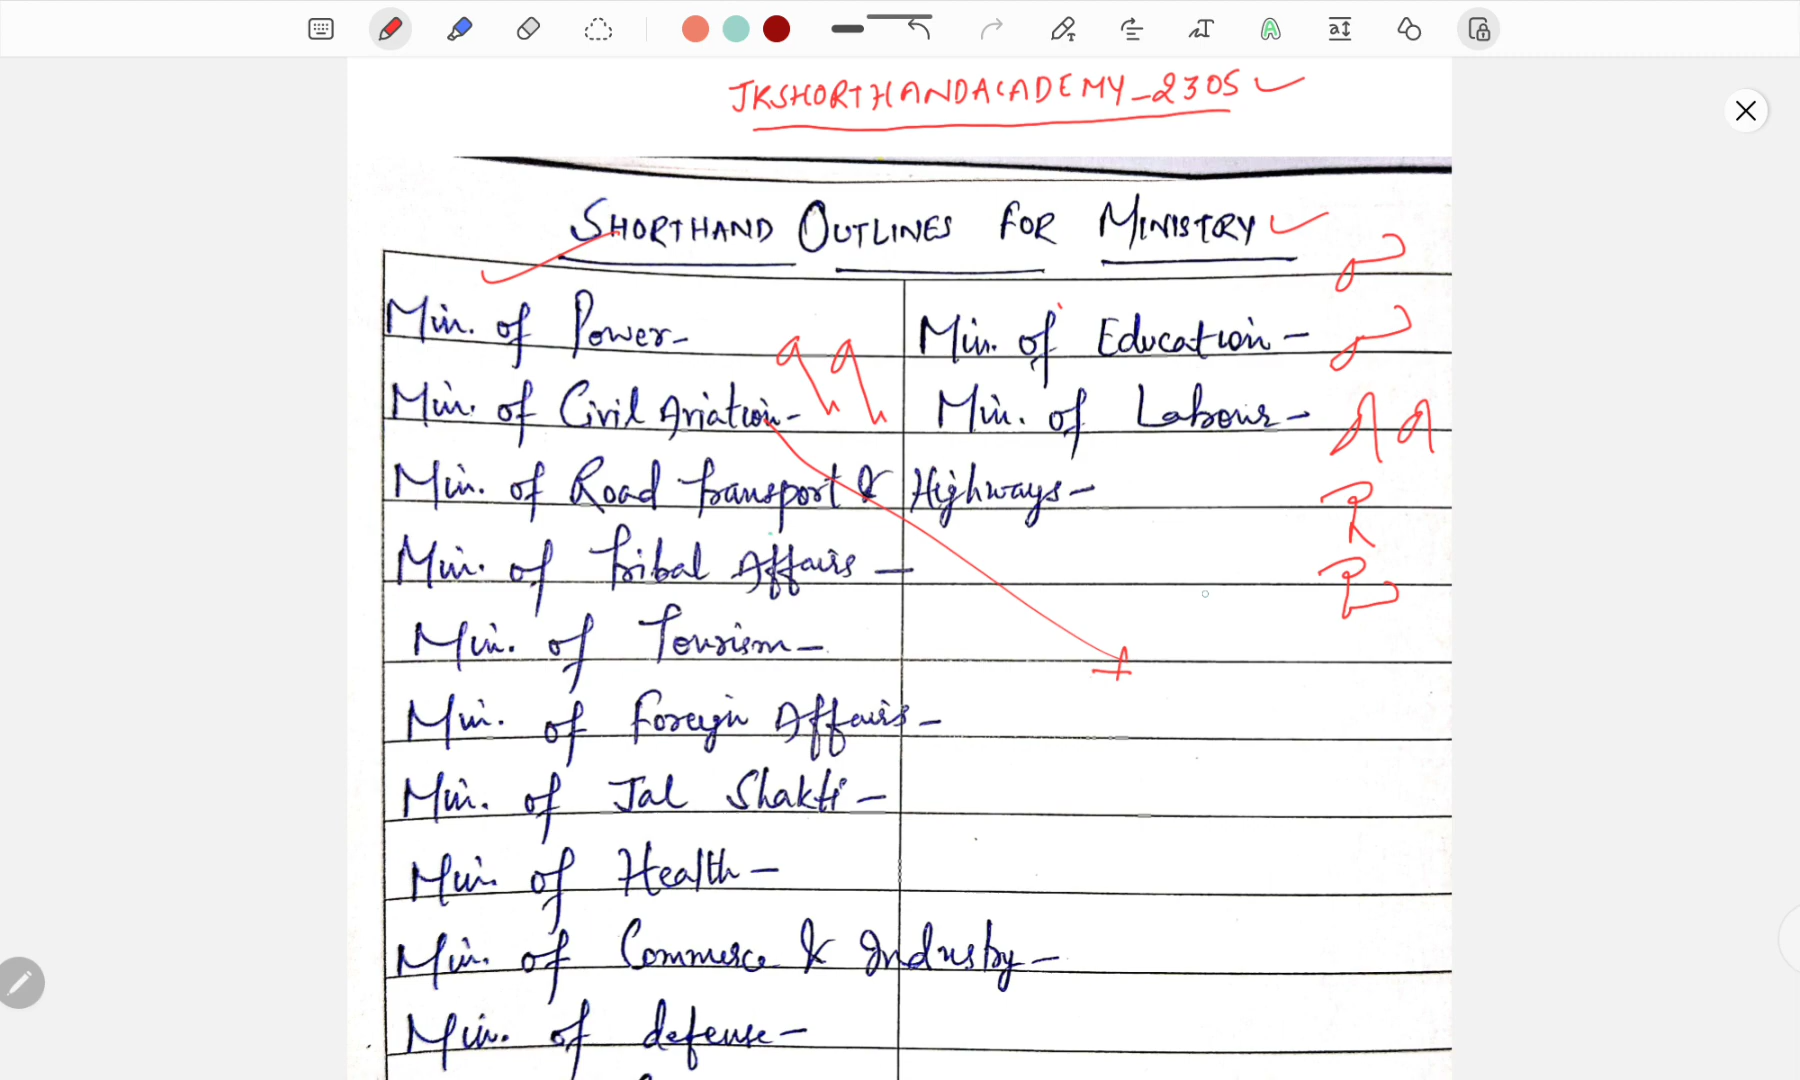 JKSHORTHANDACADEMY_2305
SHORTHAND OUTLINES FOR MINISTRY
Min. of Power-
Min. of Education -
Min. of Civil Aviation-
Min. of Labour-
Min. of Road Transport & Highways-
Min. of Tribal Affairs -
Min. of Tourism-
Min. of Foreign Affairs-
Min. of Jal Shakti -
Min. of Health -
Min. of Commerce & Industry-
Min. of defense-